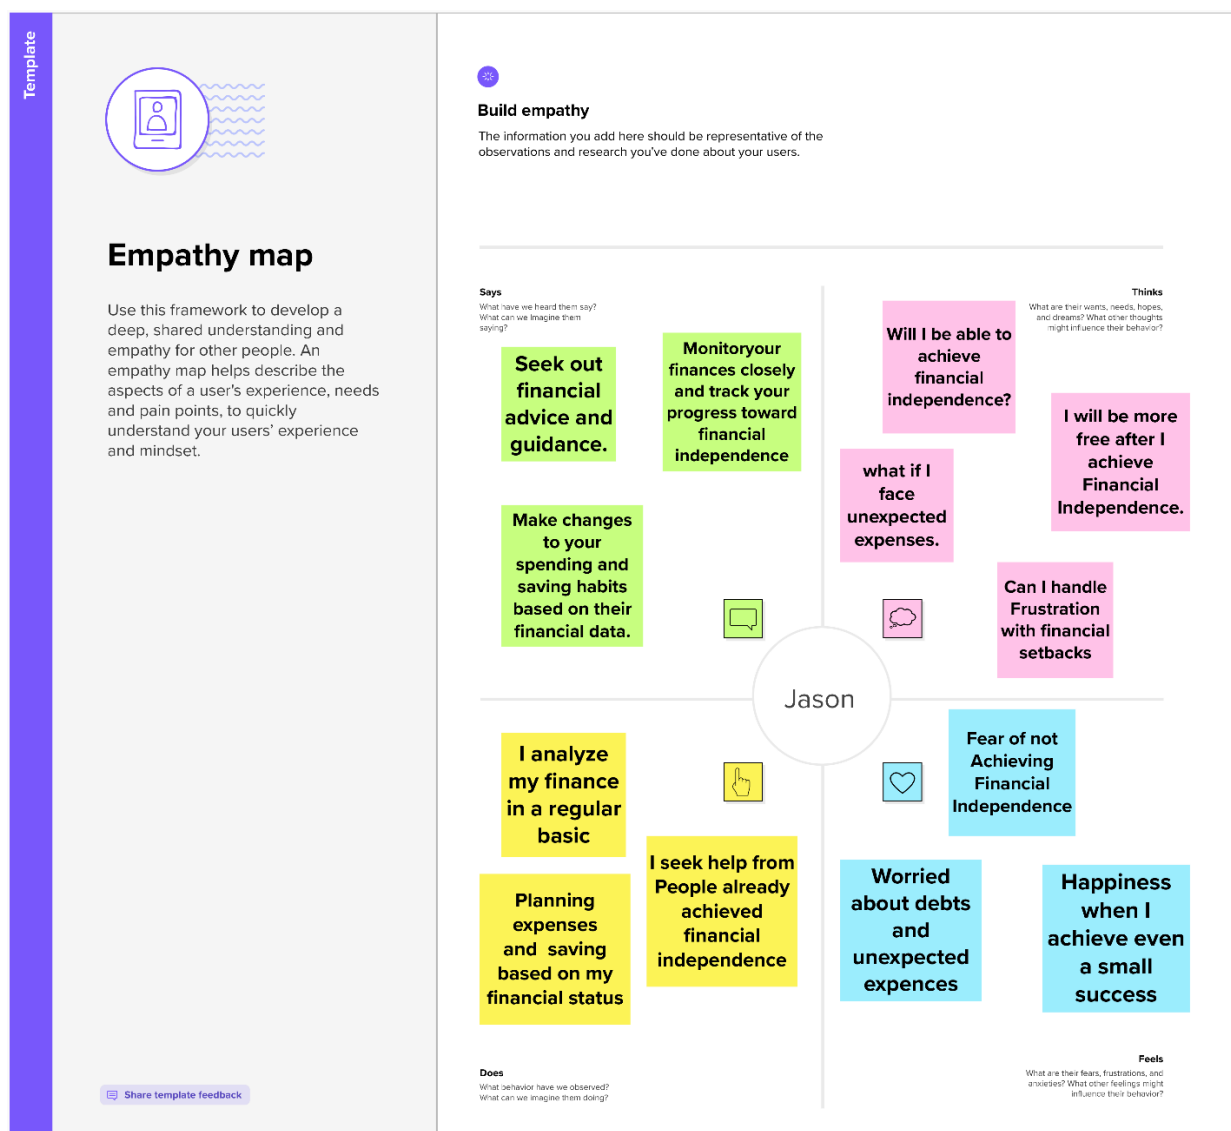 Template
Empathy map
Use this framework to develop a
deep, shared understanding and
empathy for other people. An
empathy map helps describe the
aspects of a user's experience, needs
and pain points, to quickly
understand your users' experience
and mindset.
Share template feedback
Build empathy
The information you add here should be representative of the
observations and research you've done about your users.
Says
What have we heard them say?
What can we Imagine them
saying?
Seek out
financial
advice and
guidance.
Monitoryour
finances closely
and track your
progress toward
financial
independence
Make changes
to your
spending and
saving habits
based on their
financial data.
Thinks
What are their wants, needs, hopes,
and dreams? What other thoughts
might influence their behavior?
Will I be able to
achieve
financial
independence?
I will be more
free after I
achieve
Financial
Independence.
what if I
face
unexpected
expenses.
Can I handle
Frustration
with financial
setbacks
Jason
I analyze
my finance
in a regular
basic
I seek help from
People already
achieved
financial
independence
Planning
expenses
and saving
based on my
financial status
Does
What behavior have we observed?
What can we imagine them doing?
Fear of not
Achieving
Financial
Independence
Worried
about debts
and
unexpected
expences
Happiness
when I
achieve even
a small
success
Feels
What are their fears, frustrations, and
anxieties? What other feelings might
influence their behavior?